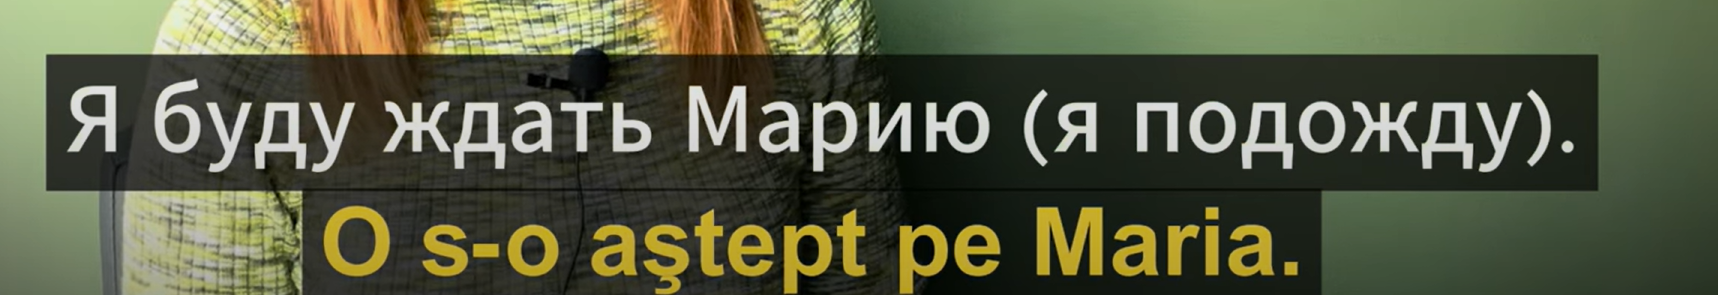 Я буду ждать Марию (я подожду).
O s-o aştept pe Maria.